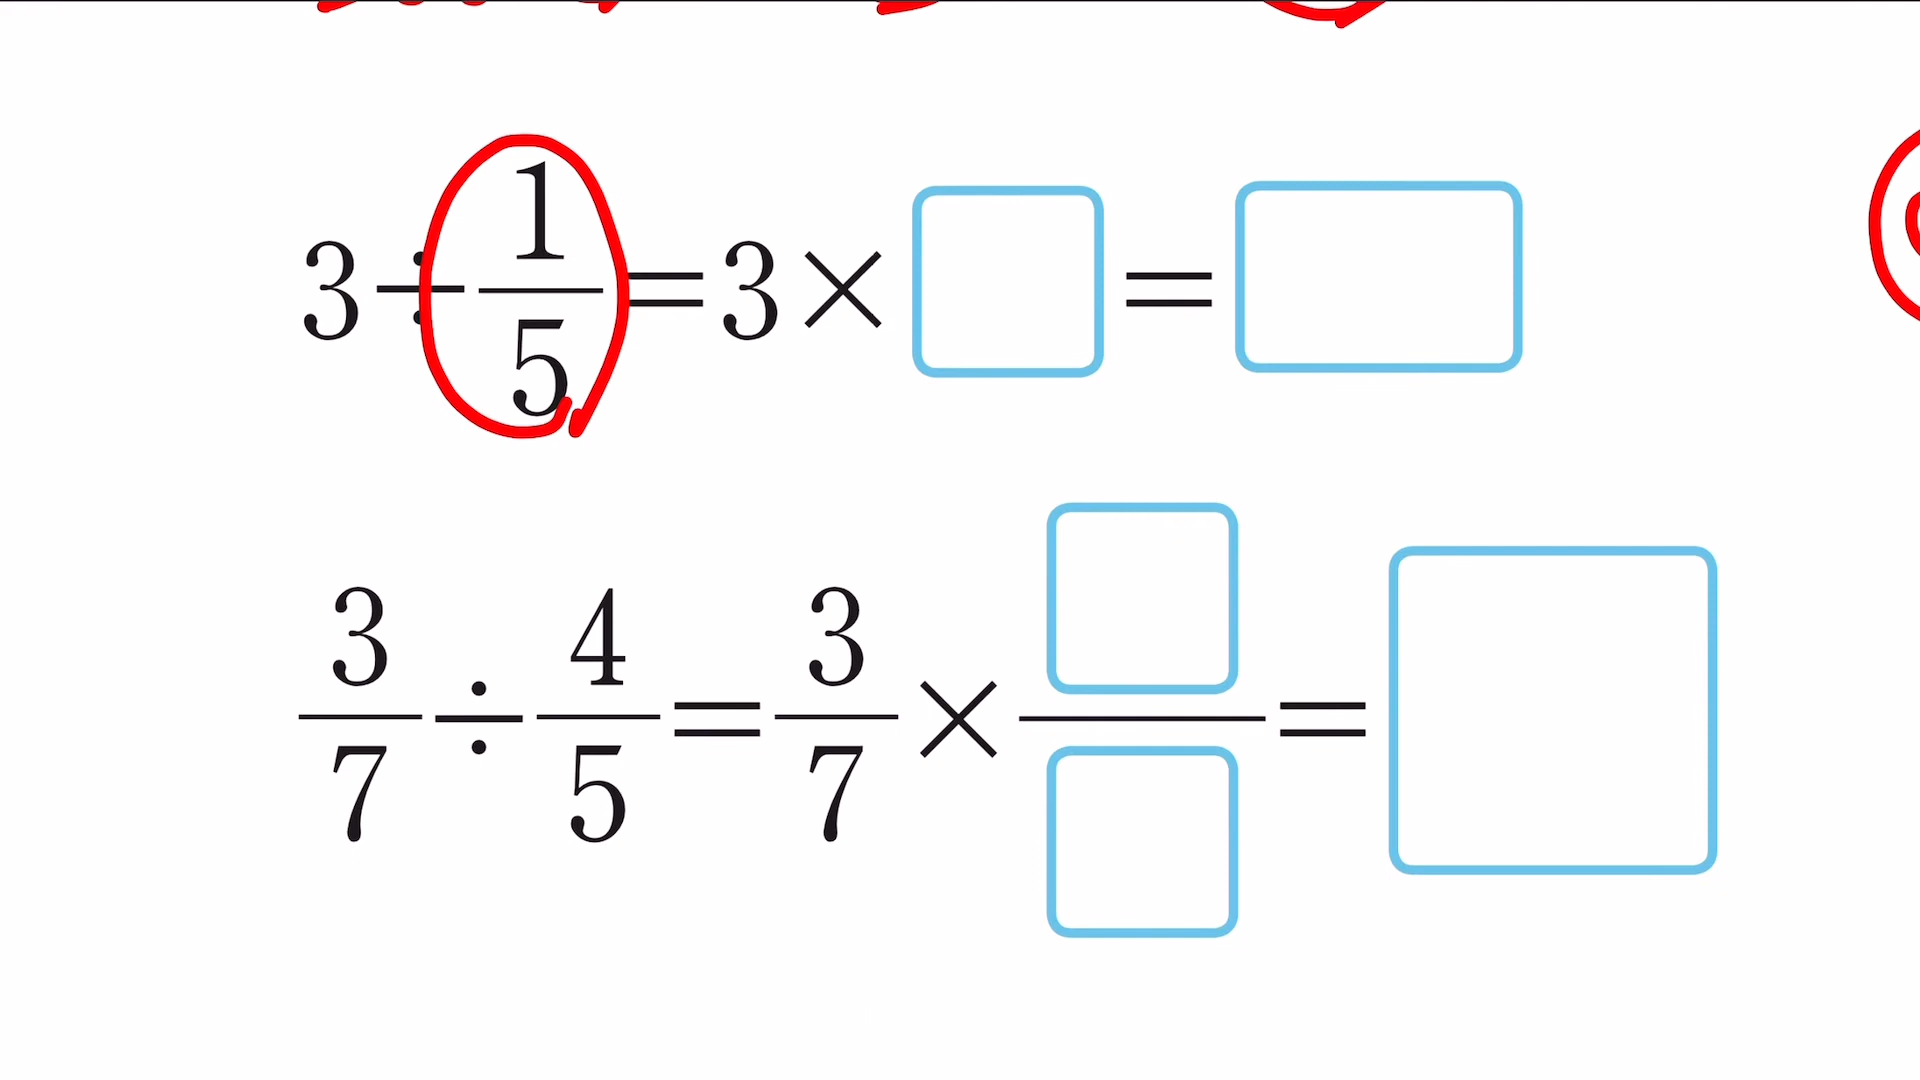 3 ÷ 1/5 = 3 × □ = □
3/7 ÷ 4/5 = 3/7 × □/□ = □